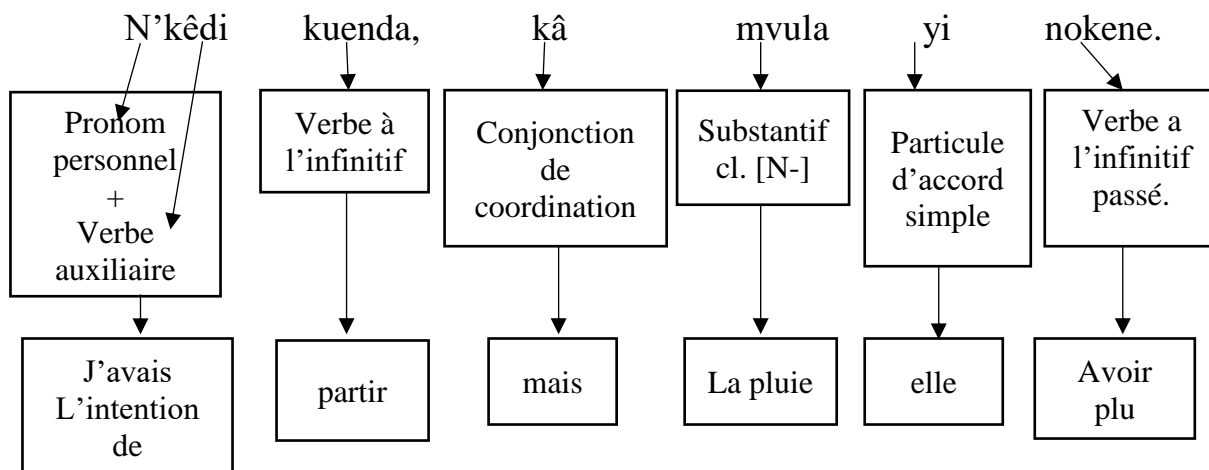 N’kêdi kuenda, kâ mvula yi nokene.
Pronom
personnel
+
Verbe
auxiliaire
Verbe à
l’infinitif
Conjonction
de
coordination
Substantif
cl. [N-]
Particule
d’accord
simple
Verbe a
l’infinitif
passé.
J’avais
L’intention
de
partir
mais
La pluie
elle
Avoir
plu